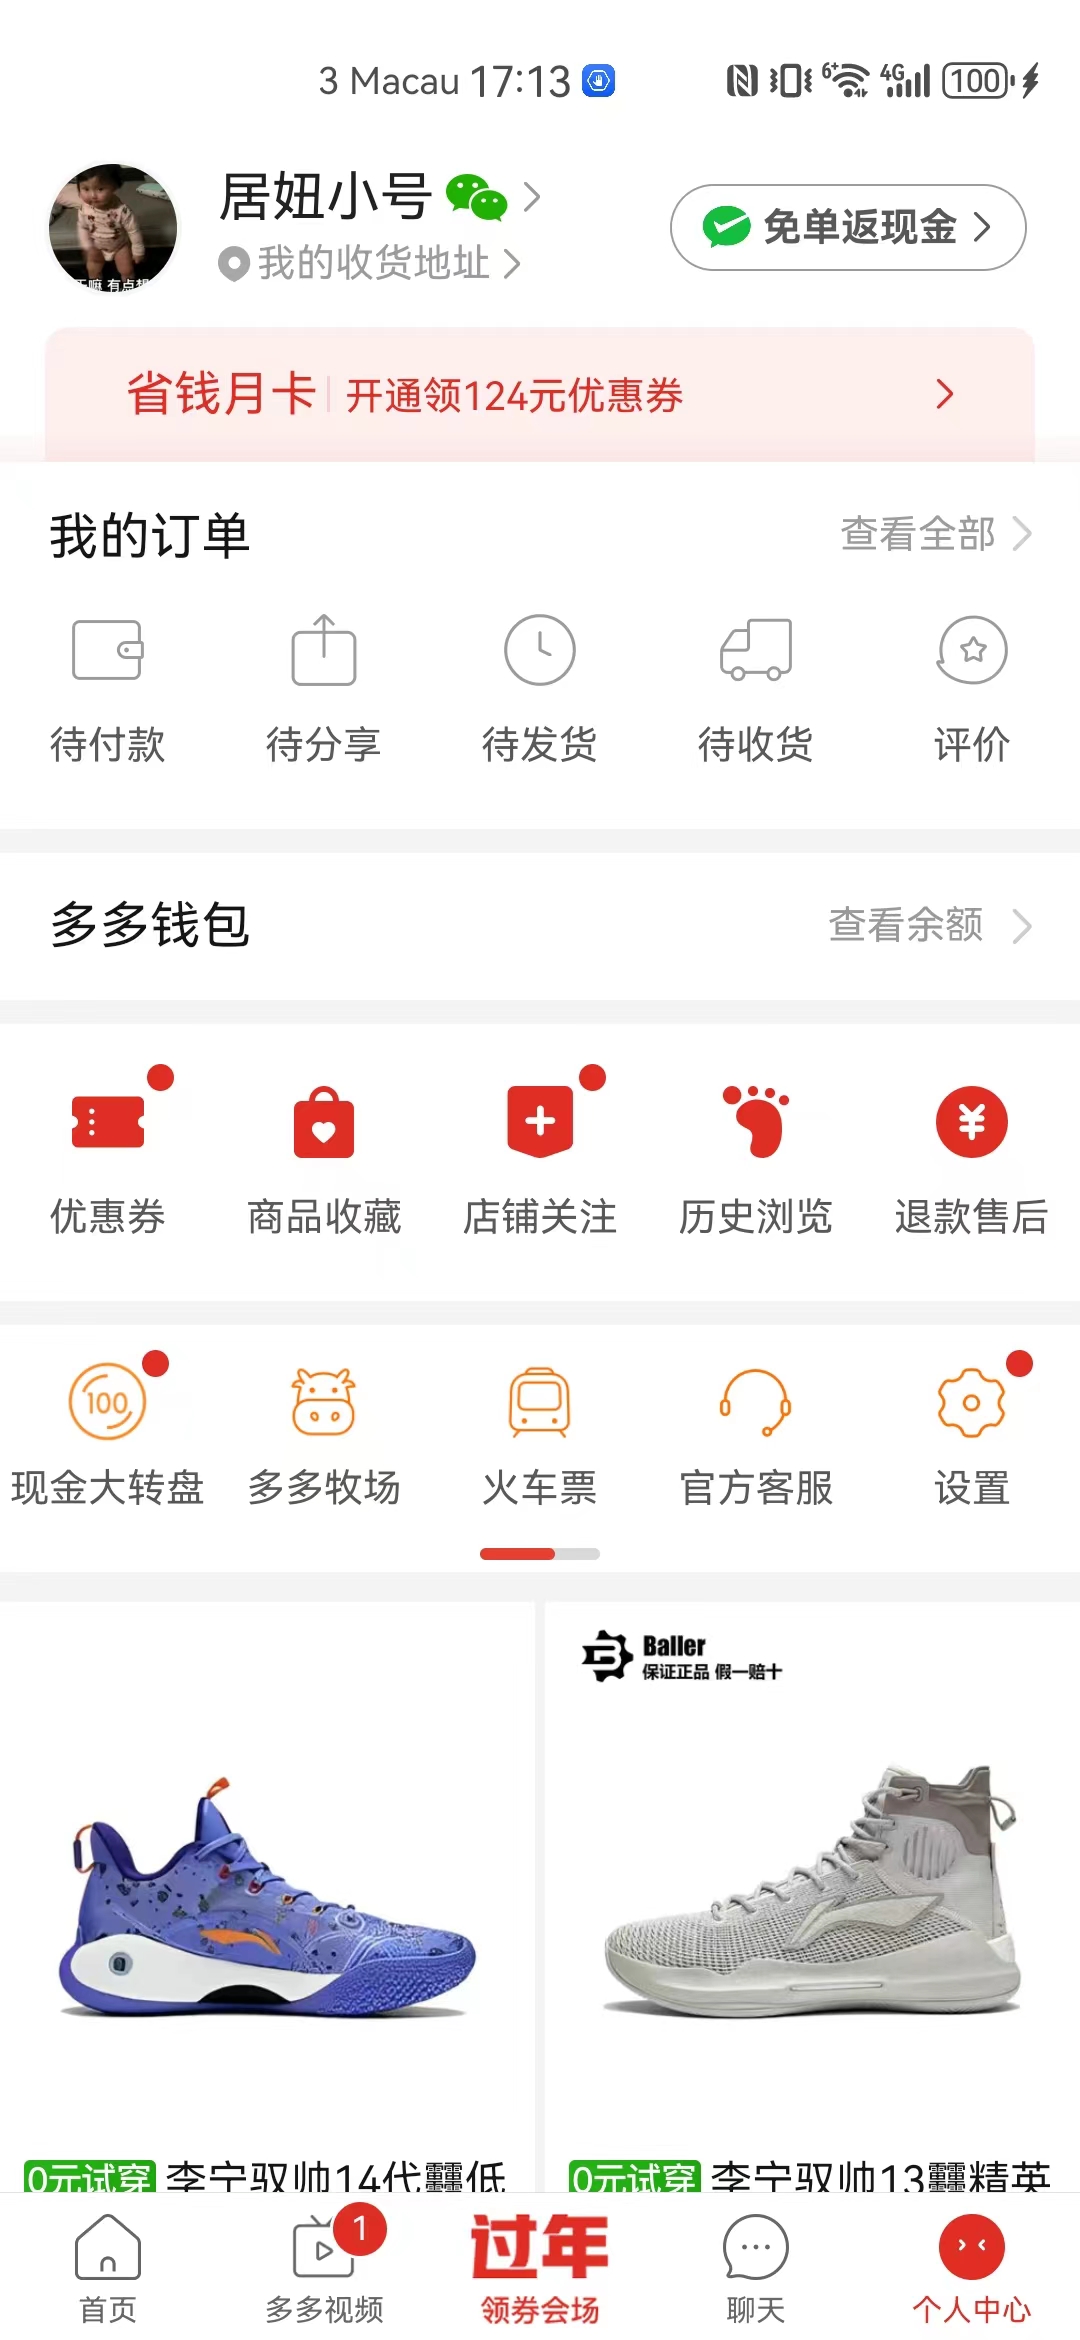 3 Macau 17:13
6+ 4G 100
居妞小号
免单返现金
我的收货地址
干嘛 有点想
省钱月卡 开通领124元优惠券
我的订单 查看全部
待付款 待分享 待发货 待收货 评价
多多钱包 查看余额
优惠券 商品收藏 店铺关注 历史浏览 退款售后
100
现金大转盘 多多牧场 火车票 官方客服 设置
Baller
保证正品 假一赔十
0元试穿 李宁驭帅14代䨻低
0元试穿 李宁驭帅13䨻精英
1
过年
首页 多多视频 领券会场 聊天 个人中心